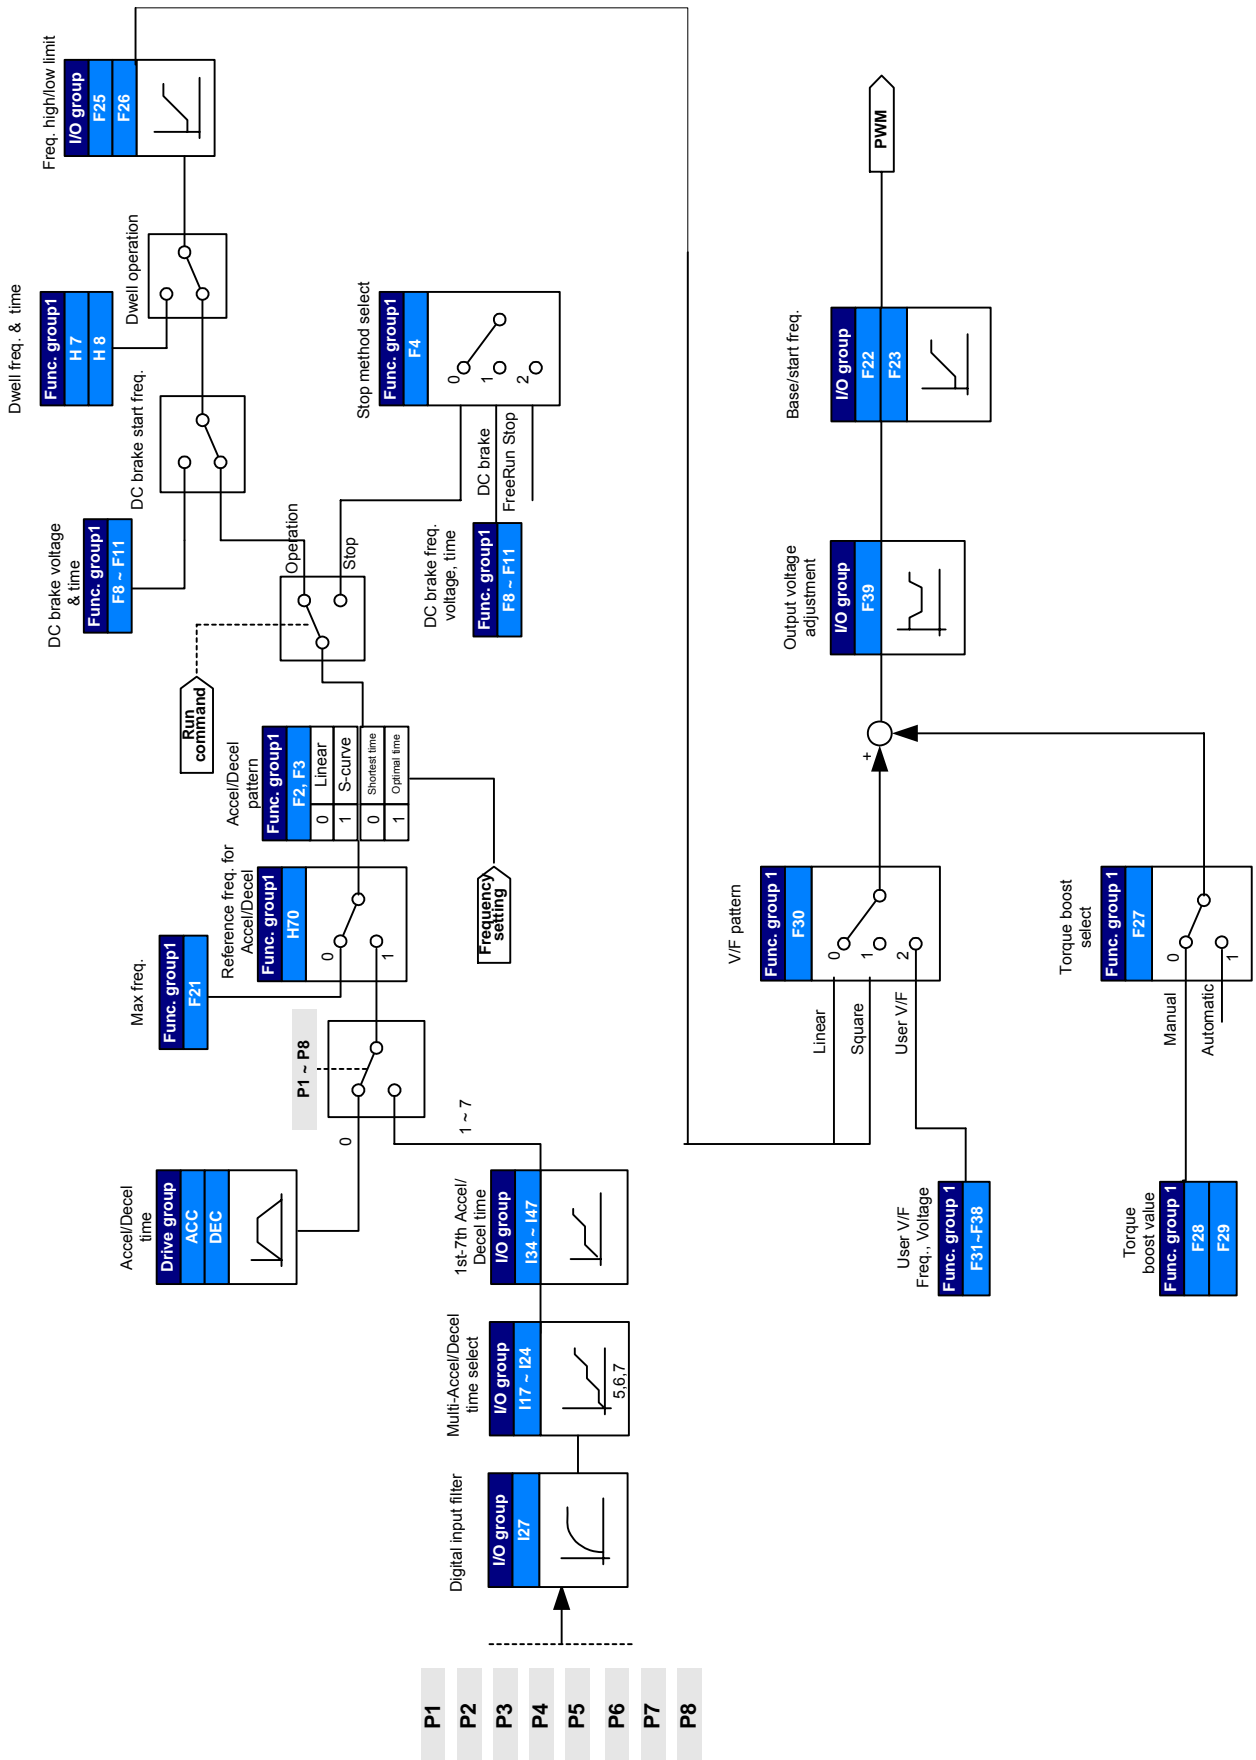 P1
P2
P3
P4
P5
P6
P7
P8
Digital input filter
I/O group
I27
Multi-Accel/Decel
time select
I/O group
I17 ~ I24
5,6,7
1st-7th Accel/
Decel time
I/O group
I34 ~ I47
Accel/Decel
time
Drive group
ACC
DEC
0
1 ~ 7
P1 ~ P8
Max freq.
Func. group1
F21
Reference freq. for
Accel/Decel
Func. group1
H70
0
1
Frequency
setting
Accel/Decel
pattern
Func. group1
F2, F3
0
Linear
1
S-curve
0
Shortest time
1
Optimal time
Run
command
Operation
Stop
DC brake voltage
& time
Func. group1
F8 ~ F11
DC brake start freq.
DC brake freq.
voltage, time
Func. group1
F8 ~ F11
DC brake
FreeRun Stop
Stop method select
Func. group1
F4
0
1
2
Dwell freq. & time
Func. group1
H 7
H 8
Dwell operation
Freq. high/low limit
I/O group
F25
F26
User V/F
Freq., Voltage
Func. group 1
F31~F38
Linear
Square
User V/F
V/F pattern
Func. group 1
F30
0
1
2
+
Torque
boost value
Func. group 1
F28
F29
Manual
Automatic
Torque boost
select
Func. group 1
F27
0
1
Output voltage
adjustment
I/O group
F39
Base/start freq.
I/O group
F22
F23
PWM